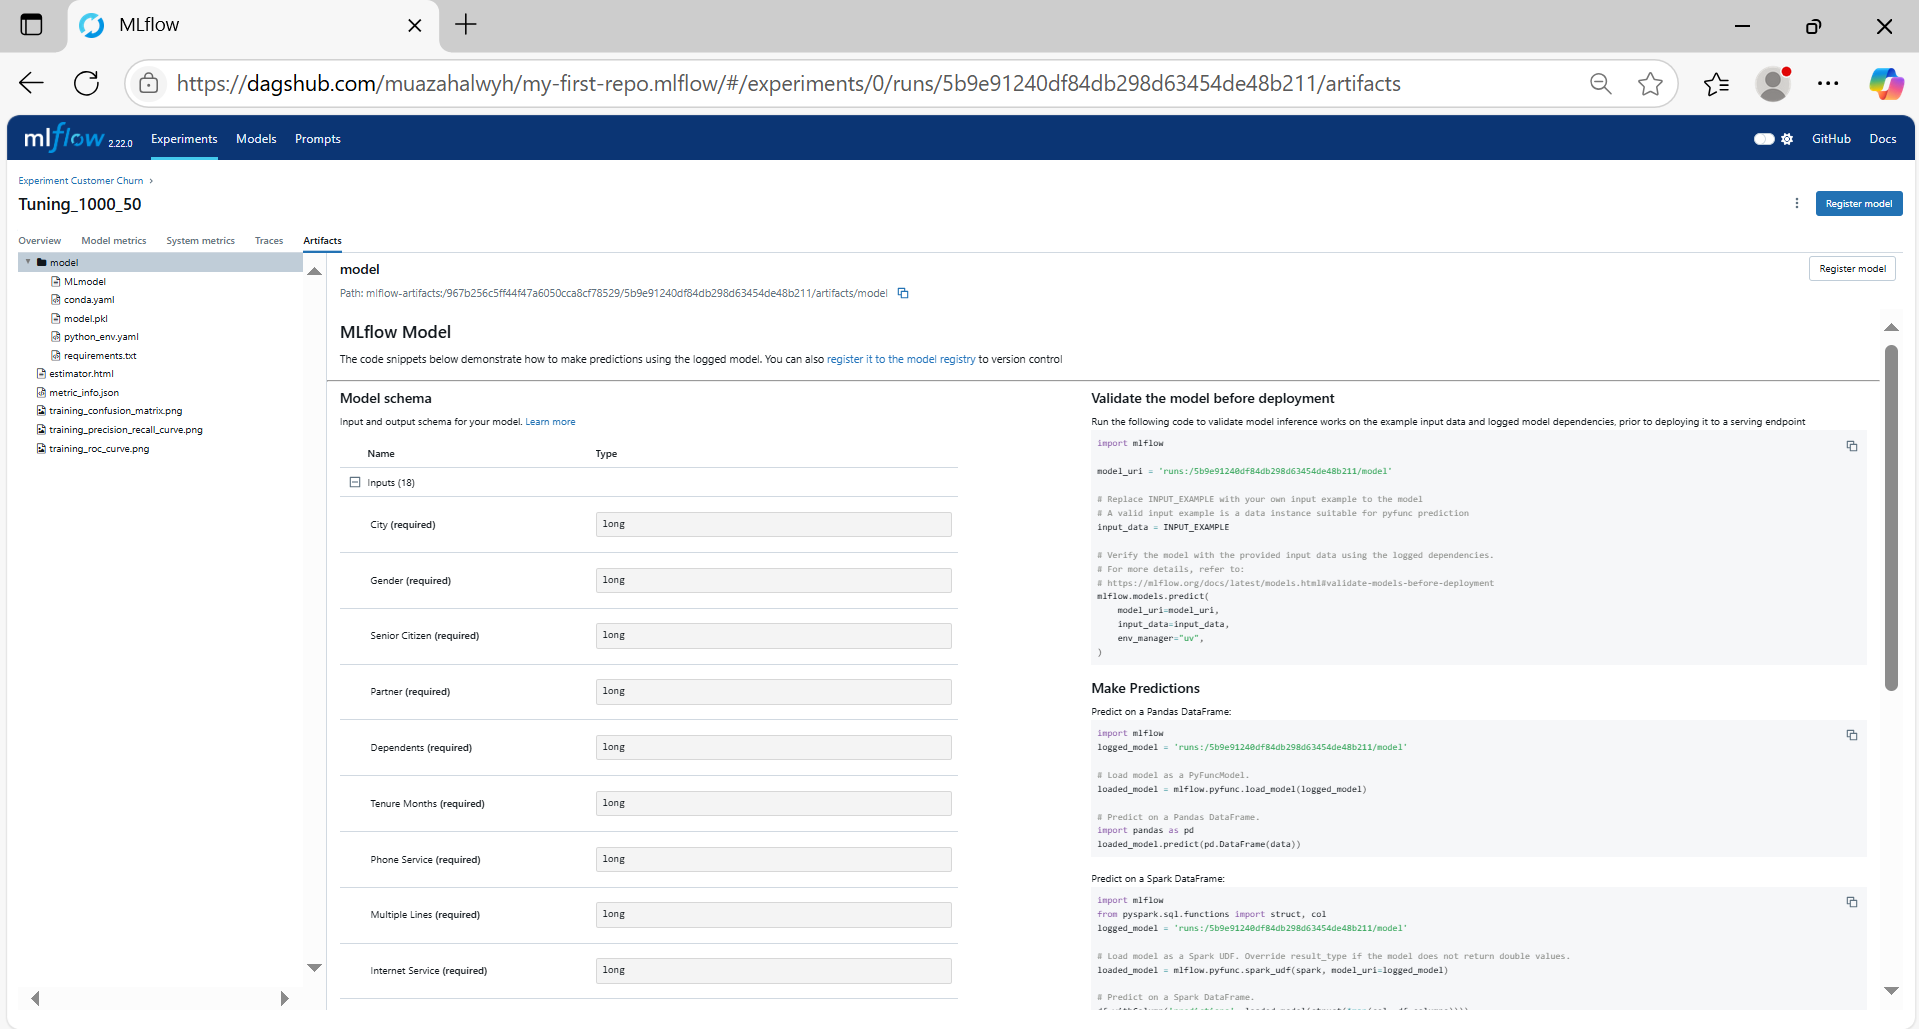 MLflow
https://dagshub.com/muazahalwyh/my-first-repo.mlflow/#/experiments/0/runs/5b9e91240df84db298d63454de48b211/artifacts
mlflow 2.22.0 Experiments Models Prompts GitHub Docs
Experiment Customer Churn >
Tuning_1000_50
Register model
Overview Model metrics System metrics Traces Artifacts
model
MLmodel
conda.yaml
model.pkl
python_env.yaml
requirements.txt
estimator.html
metric_info.json
training_confusion_matrix.png
training_precision_recall_curve.png
training_roc_curve.png
model
Register model
Path: mlflow-artifacts:/967b256c5ff44f47a6050cca8cf78529/5b9e91240df84db298d63454de48b211/artifacts/model
MLflow Model
The code snippets below demonstrate how to make predictions using the logged model. You can also register it to the model registry to version control
Model schema
Input and output schema for your model. Learn more
Name Type
Inputs (18)
City (required) long
Gender (required) long
Senior Citizen (required) long
Partner (required) long
Dependents (required) long
Tenure Months (required) long
Phone Service (required) long
Multiple Lines (required) long
Internet Service (required) long
Validate the model before deployment
Run the following code to validate model inference works on the example input data and logged model dependencies, prior to deploying it to a serving endpoint
import mlflow
model_uri = 'runs:/5b9e91240df84db298d63454de48b211/model'
# Replace INPUT_EXAMPLE with your own input example to the model
# A valid input example is a data instance suitable for pyfunc prediction
input_data = INPUT_EXAMPLE
# Verify the model with the provided input data using the logged dependencies.
# For more details, refer to:
# https://mlflow.org/docs/latest/models.html#validate-models-before-deployment
mlflow.models.predict(
model_uri=model_uri,
input_data=input_data,
env_manager="uv",
)
Make Predictions
Predict on a Pandas DataFrame:
import mlflow
logged_model = 'runs:/5b9e91240df84db298d63454de48b211/model'
# Load model as a PyFuncModel.
loaded_model = mlflow.pyfunc.load_model(logged_model)
# Predict on a Pandas DataFrame.
import pandas as pd
loaded_model.predict(pd.DataFrame(data))
Predict on a Spark DataFrame:
import mlflow
from pyspark.sql.functions import struct, col
logged_model = 'runs:/5b9e91240df84db298d63454de48b211/model'
# Load model as a Spark UDF. Override result_type if the model does not return double values.
loaded_model = mlflow.pyfunc.spark_udf(spark, model_uri=logged_model)
# Predict on a Spark DataFrame.